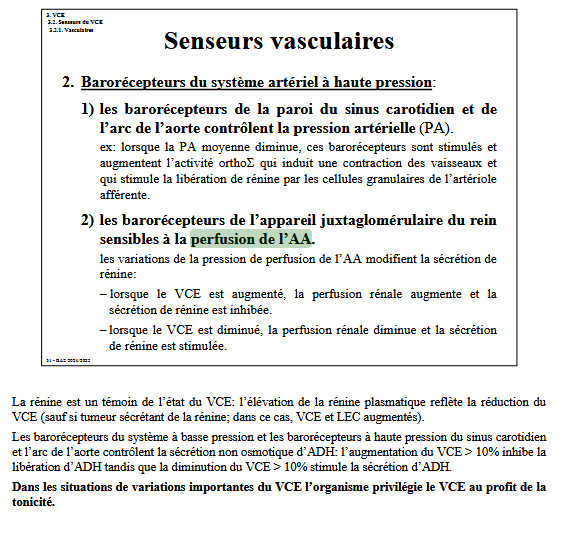 3. VCE
3.2. Senseurs du VCE
3.2.1. Vasculaires
Senseurs vasculaires
2. Barorécepteurs du système artériel à haute pression:
1) les barorécepteurs de la paroi du sinus carotidien et de
l'arc de l'aorte contrôlent la pression artérielle (PA).
ex: lorsque la PA moyenne diminue, ces barorécepteurs sont stimulés et
augmentent l'activité orthoΣ qui induit une contraction des vaisseaux et
qui stimule la libération de rénine par les cellules granulaires de l'artériole
afférente.
2) les barorécepteurs de l'appareil juxtaglomérulaire du rein
sensibles à la perfusion de l'AA.
les variations de la pression de perfusion de l'AA modifient la sécrétion de
rénine:
– lorsque le VCE est augmenté, la perfusion rénale augmente et la
sécrétion de rénine est inhibée.
– lorsque le VCE est diminué, la perfusion rénale diminue et la sécrétion
de rénine est stimulée.
La rénine est un témoin de l'état du VCE: l'élévation de la rénine plasmatique reflète la réduction du
VCE (sauf si tumeur sécrétant de la rénine; dans ce cas, VCE et LEC augmentés).
Les barorécepteurs du système à basse pression et les barorécepteurs à haute pression du sinus carotidien
et l'arc de l'aorte contrôlent la sécrétion non osmotique d'ADH: l'augmentation du VCE > 10% inhibe la
libération d'ADH tandis que la diminution du VCE > 10% stimule la sécrétion d'ADH.
Dans les situations de variations importantes du VCE l'organisme privilégie le VCE au profit de la
tonicité.